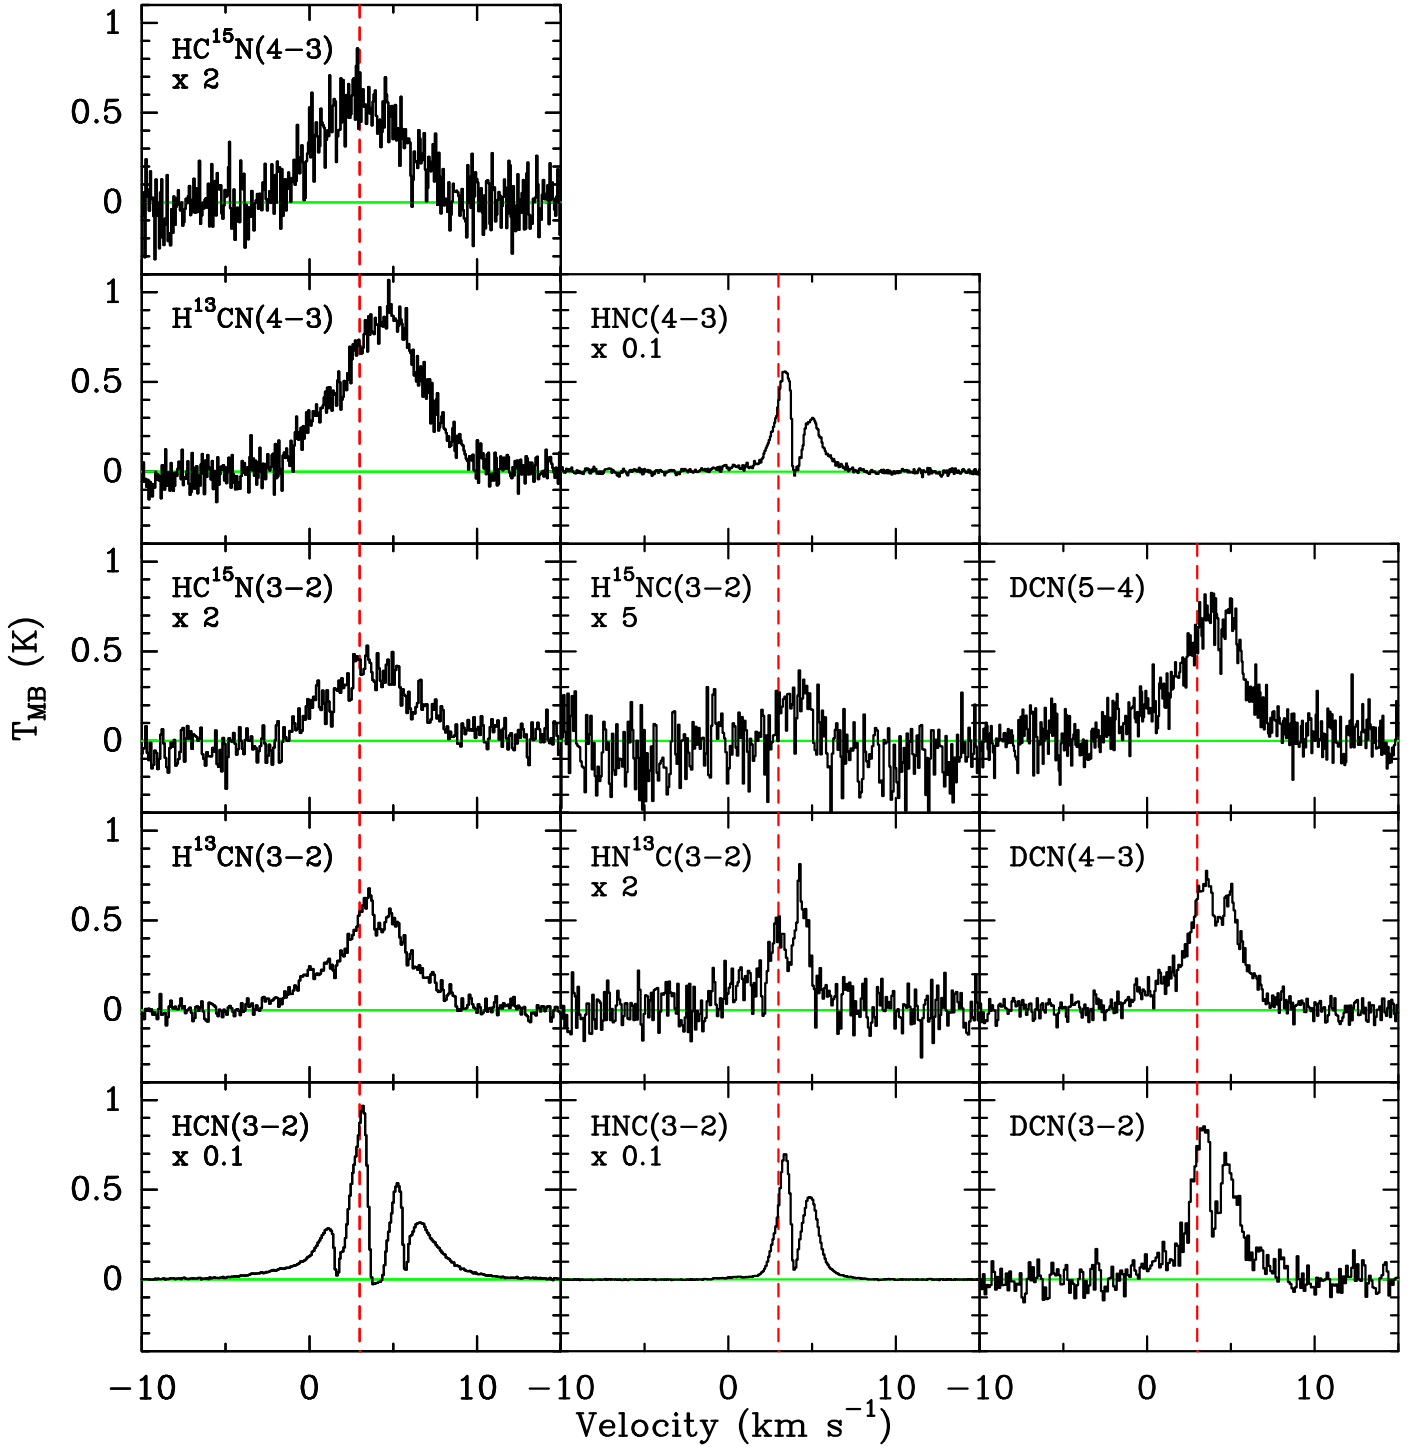 1
HC¹⁵N(4−3)
x 2
0.5
0
1
H¹³CN(4−3)
0.5
0
HNC(4−3)
x 0.1
1
HC¹⁵N(3−2)
x 2
0.5
0
H¹⁵NC(3−2)
x 5
DCN(5−4)
T_MB (K)
1
H¹³CN(3−2)
0.5
0
HN¹³C(3−2)
x 2
DCN(4−3)
1
HCN(3−2)
x 0.1
0.5
0
HNC(3−2)
x 0.1
DCN(3−2)
−10 0 10 −10 0 10 −10 0 10
Velocity (km s⁻¹)